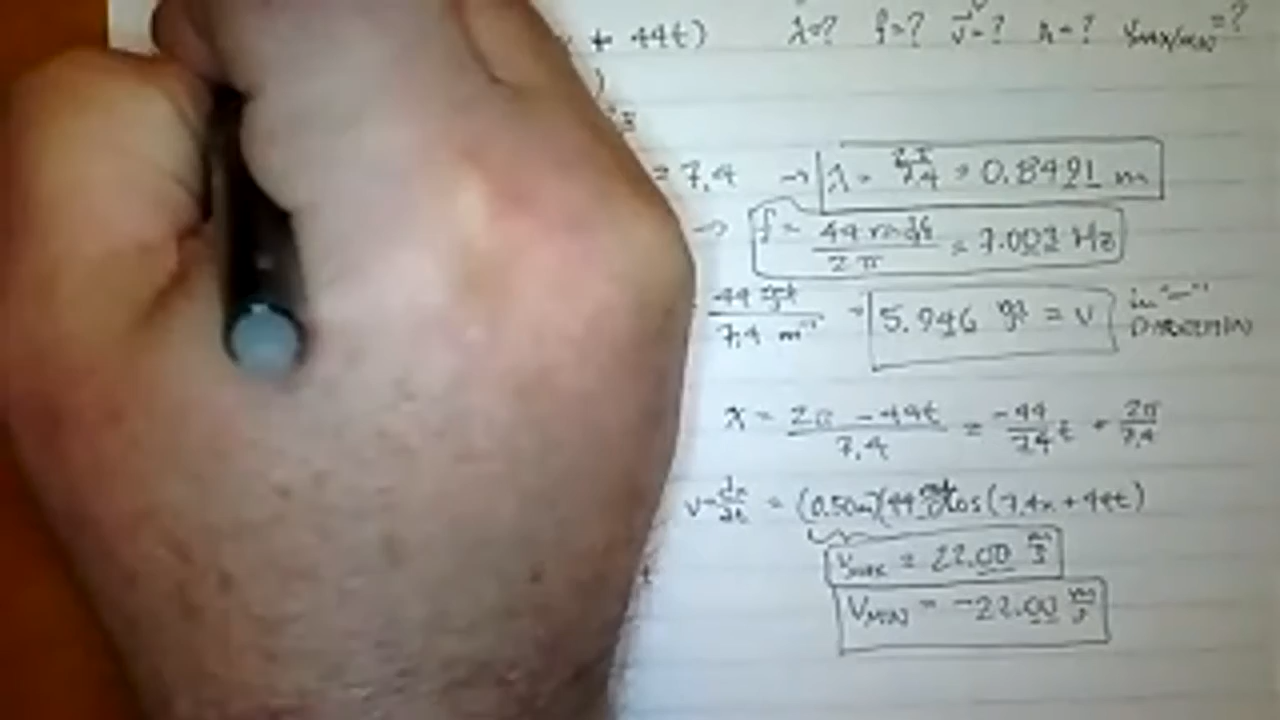 + 44t) λ=? f=? v=? A=? VMAX/MIN=?
)
= 7.4 → λ = 2π/7.4 = 0.8491 m
→ f = 44 rad/s / 2π = 7.003 Hz
44 rad/s / 7.4 m⁻¹ = 5.946 m/s = v in "-" DIRECTION
x = 2π - 44t / 7.4 = -44/7.4 t + 2π/7.4
v = dx/dt = (0.50m)(44 rad/s)cos(7.4x + 44t)
VMAX = 22.00 m/s
VMIN = -22.00 m/s